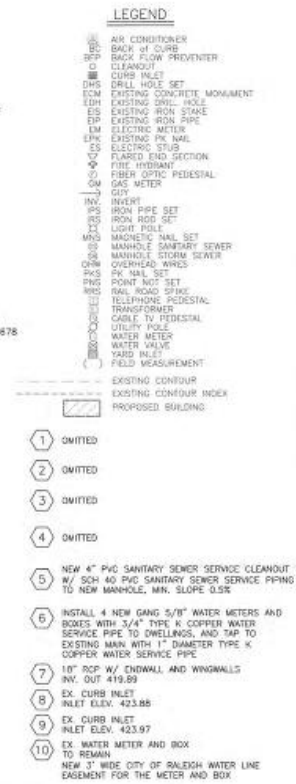 LEGEND
AIR CONDITIONER
BC BACK of CURB
BFP BACK FLOW PREVENTER
CLEANOUT
CURB INLET
DHS DRILL HOLE SET
ECM EXISTING CONCRETE MONUMENT
EDH EXISTING DRILL HOLE
EIS EXISTING IRON STAKE
EIP EXISTING IRON PIPE
EM ELECTRIC METER
EPK EXISTING PK NAIL
ES ELECTRIC STUB
FLARED END SECTION
FIRE HYDRANT
FIBER OPTIC PEDESTAL
GM GAS METER
GUY
INV. INVERT
IPS IRON PIPE SET
IRS IRON ROD SET
LIGHT POLE
MNS MAGNETIC NAIL SET
MANHOLE SANITARY SEWER
MANHOLE STORM SEWER
OHW OVERHEAD WIRES
PKS PK NAIL SET
PNS POINT NOT SET
RRS RAIL ROAD SPIKE
TELEPHONE PEDESTAL
TRANSFORMER
CABLE TV PEDESTAL
UTILITY POLE
678
WATER METER
WATER VALVE
YARD INLET
( ) FIELD MEASUREMENT
EXISTING CONTOUR
EXISTING CONTOUR INDEX
PROPOSED BUILDING
1 OMITTED
2 OMITTED
3 OMITTED
4 OMITTED
5 NEW 4" PVC SANITARY SEWER SERVICE CLEANOUT
W/ SCH 40 PVC SANITARY SEWER SERVICE PIPING
TO NEW MANHOLE, MIN. SLOPE 0.5%
6 INSTALL 4 NEW GANG 5/8" WATER METERS AND
BOXES WITH 3/4" TYPE K COPPER WATER
SERVICE PIPE TO DWELLINGS, AND TAP TO
EXISTING MAIN WITH 1" DIAMETER TYPE K
COPPER WATER SERVICE PIPE
7 18" RCP W/ ENDWALL AND WINGWALLS
INV. OUT 419.89
8 EX. CURB INLET
INLET ELEV. 423.88
9 EX. CURB INLET
INLET ELEV. 423.97
10 EX. WATER METER AND BOX
TO REMAIN
NEW 3' WIDE CITY OF RALEIGH WATER LINE
EASEMENT FOR THE METER AND BOX